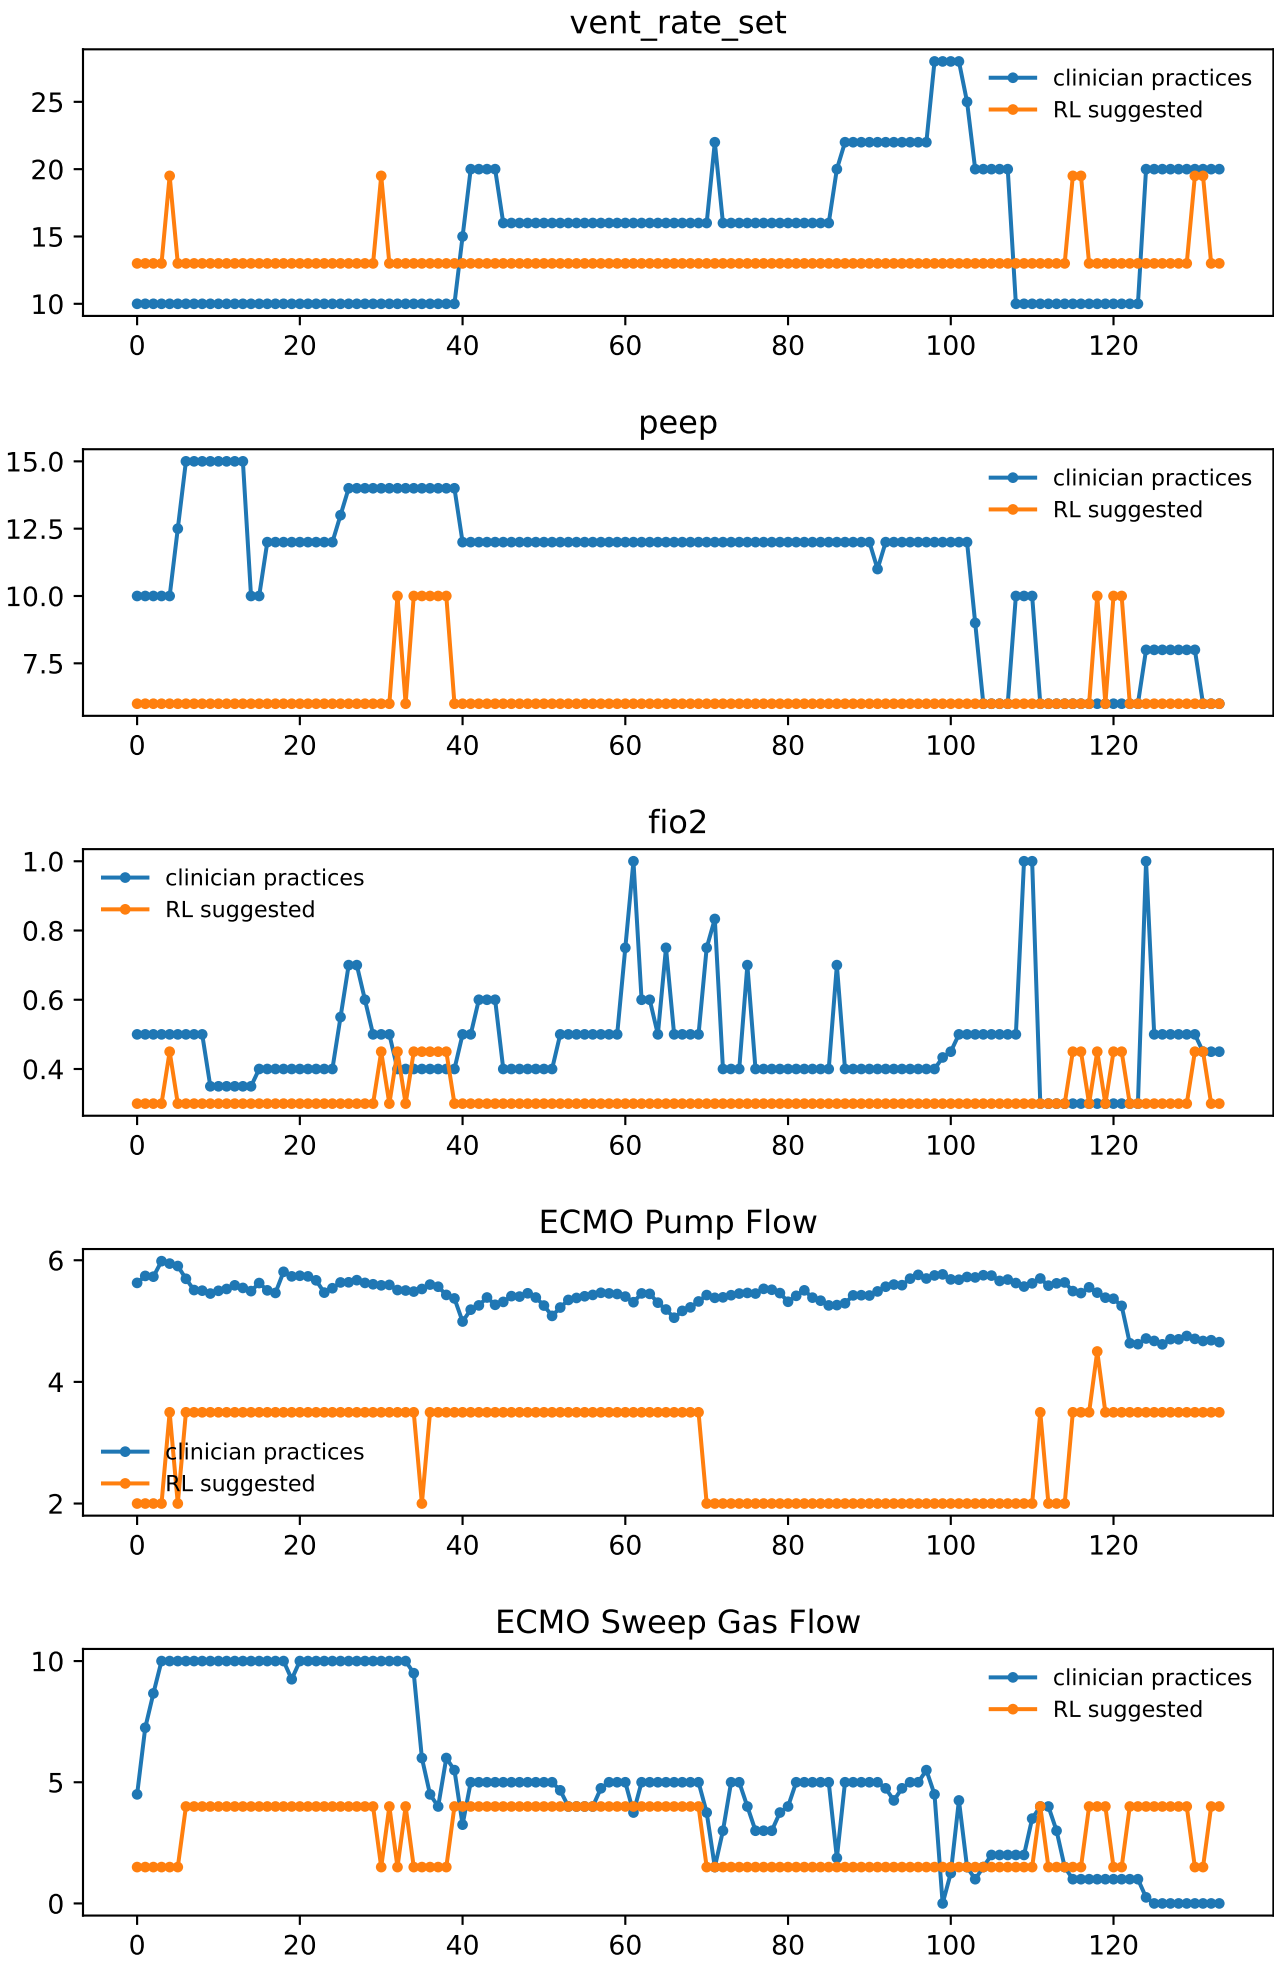 vent_rate_set
25
20
15
10
clinician practices
RL suggested
0 20 40 60 80 100 120
peep
15.0
12.5
10.0
7.5
clinician practices
RL suggested
0 20 40 60 80 100 120
fio2
1.0
0.8
0.6
0.4
clinician practices
RL suggested
0 20 40 60 80 100 120
ECMO Pump Flow
6
4
2
clinician practices
RL suggested
0 20 40 60 80 100 120
ECMO Sweep Gas Flow
10
5
0
clinician practices
RL suggested
0 20 40 60 80 100 120